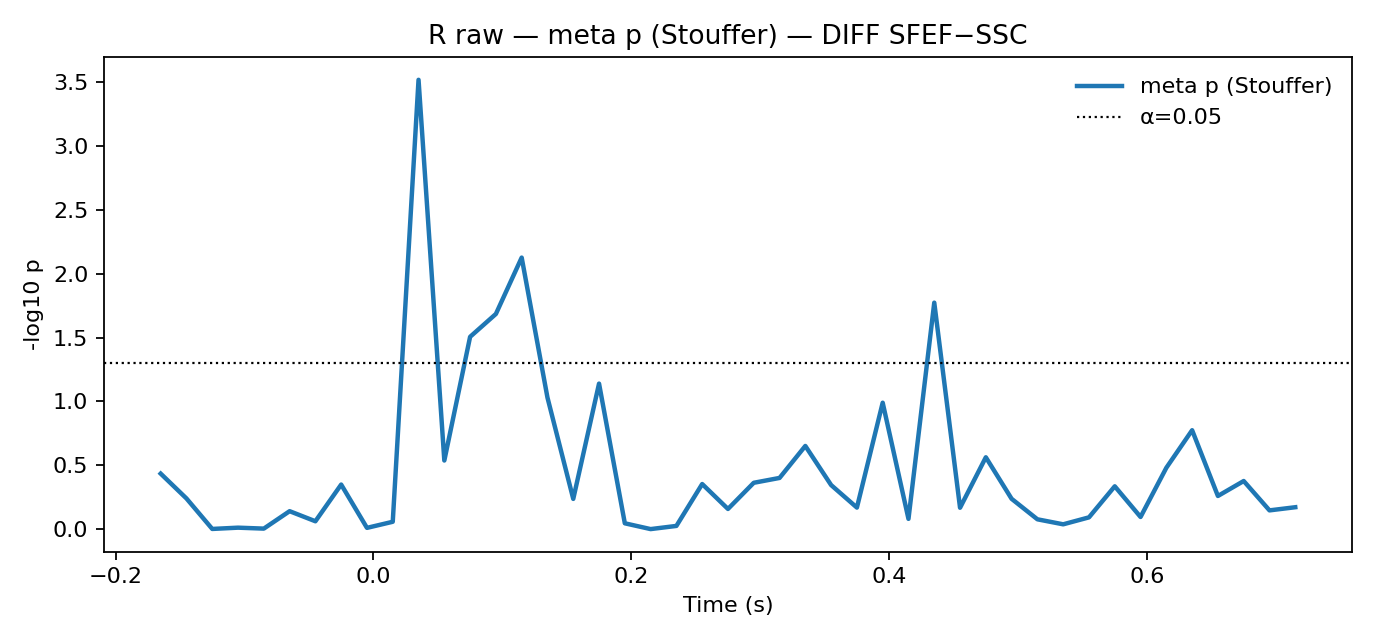 R raw — meta p (Stouffer) — DIFF SFEF−SSC
meta p (Stouffer)
α=0.05
-log10 p
3.5
3.0
2.5
2.0
1.5
1.0
0.5
0.0
−0.2 0.0 0.2 0.4 0.6
Time (s)